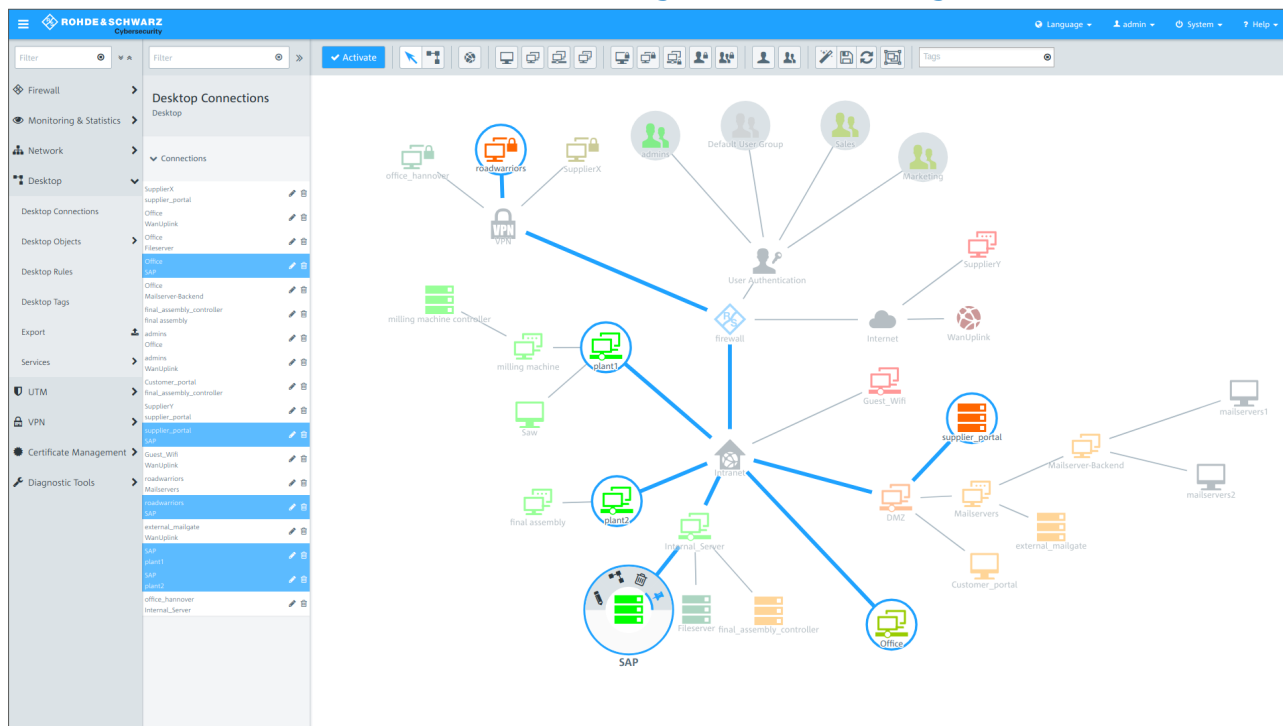 ROHDE&SCHWARZ
Cybersecurity
Language
admin
System
? Help
Filter
Filter
Activate
Tags
Firewall
Monitoring & Statistics
Network
Desktop
Desktop Connections
Desktop Objects
Desktop Rules
Desktop Tags
Export
Services
UTM
VPN
Certificate Management
Diagnostic Tools
Desktop Connections
Desktop
Connections
SupplierX
supplier_portal
Office
WanUplink
Office
Fileserver
Office
SAP
Office
Mailserver-Backend
final_assembly_controller
final assembly
admins
Office
admins
WanUplink
Customer_portal
final_assembly_controller
SupplierY
supplier_portal
supplier_portal
SAP
Guest_Wifi
WanUplink
roadwarriors
Mailservers
roadwarriors
SAP
external_mailgate
WanUplink
SAP
plant1
SAP
plant2
office_hannover
Internal_Server
office_hannover
roadwarriors
SupplierX
admins
Default User Group
Sales
Marketing
VPN
VPN
User Authentication
SupplierY
milling machine controller
R/S
firewall
Internet
WanUplink
milling machine
plant1
Guest_Wifi
Saw
supplier_portal
mailservers1
Intranet
Mailserver-Backend
mailservers2
final assembly
plant2
DMZ
Mailservers
Internal_Server
external_mailgate
Customer_portal
Fileserver
final_assembly_controller
Office
SAP